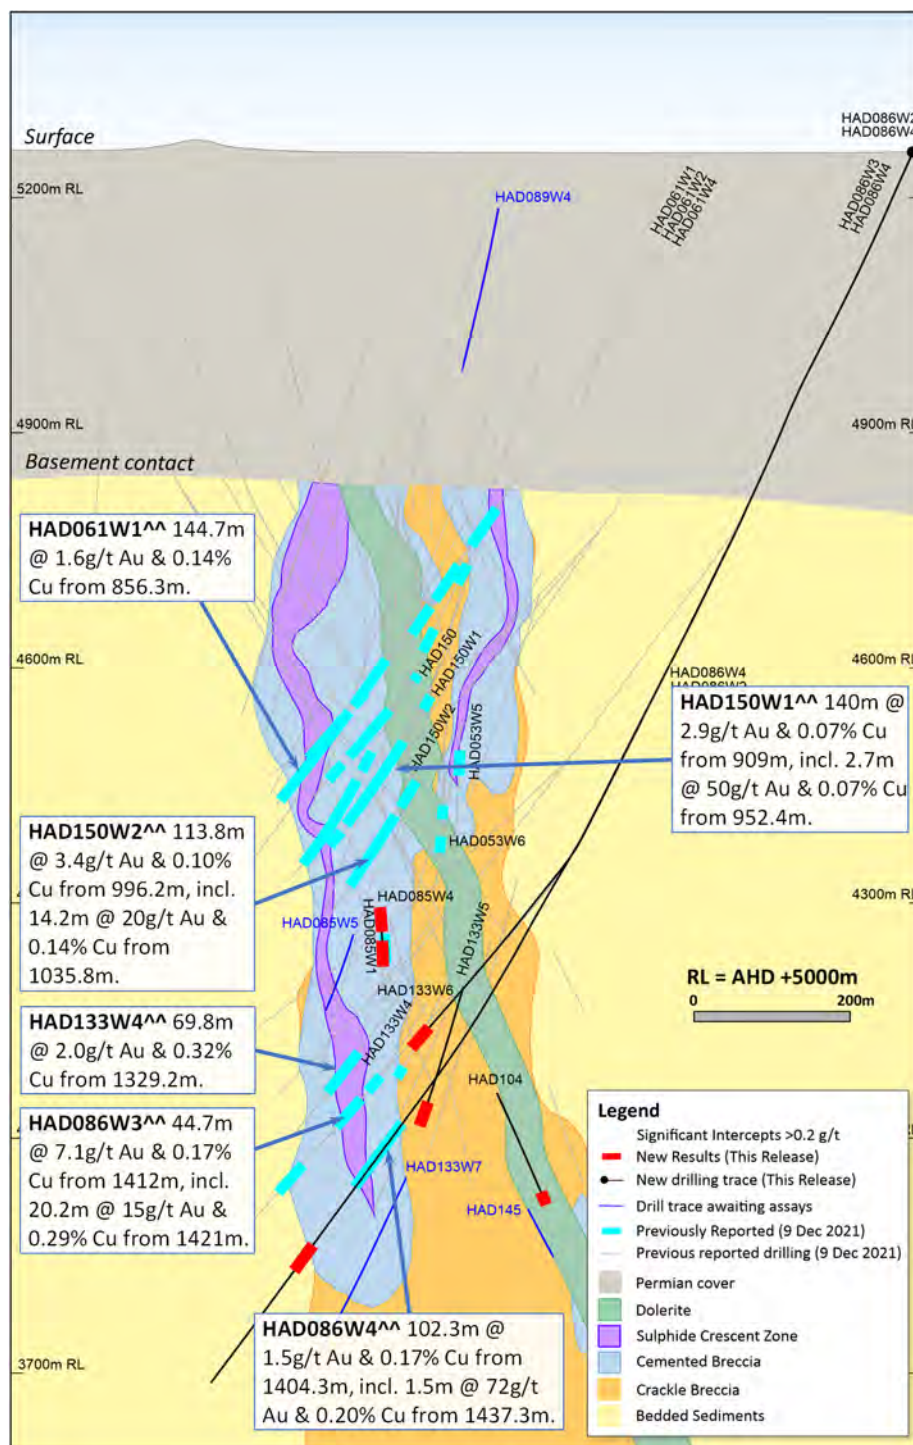 HAD086W2
HAD086W4
Surface
5200m RL
HAD089W4
HAD061W1
HAD061W2
HAD061W4
HAD086W3
HAD086W4
4900m RL
4900m RL
Basement contact
HAD061W1^^ 144.7m
@ 1.6g/t Au & 0.14%
Cu from 856.3m.
4600m RL
4600m RL
HAD150
HAD150W1
HAD150W2
HAD053W5
HAD086W4
HAD150W1^^ 140m @
2.9g/t Au & 0.07% Cu
from 909m, incl. 2.7m
@ 50g/t Au & 0.07% Cu
from 952.4m.
HAD150W2^^ 113.8m
@ 3.4g/t Au & 0.10%
Cu from 996.2m, incl.
14.2m @ 20g/t Au &
0.14% Cu from
1035.8m.
HAD053W6
HAD085W4
4300m RL
HAD085W5
HAD085W1
HAD133W5
RL = AHD +5000m
0 200m
HAD133W6
HAD133W4^^ 69.8m
@ 2.0g/t Au & 0.32%
Cu from 1329.2m.
HAD133W4
HAD104
HAD086W3^^ 44.7m
@ 7.1g/t Au & 0.17%
Cu from 1412m, incl.
20.2m @ 15g/t Au &
0.29% Cu from 1421m.
HAD133W7
HAD145
3700m RL
HAD086W4^^ 102.3m @
1.5g/t Au & 0.17% Cu from
1404.3m, incl. 1.5m @ 72g/t
Au & 0.20% Cu from 1437.3m.
Legend
Significant Intercepts >0.2 g/t
New Results (This Release)
New drilling trace (This Release)
Drill trace awaiting assays
Previously Reported (9 Dec 2021)
Previous reported drilling (9 Dec 2021)
Permian cover
Dolerite
Sulphide Crescent Zone
Cemented Breccia
Crackle Breccia
Bedded Sediments